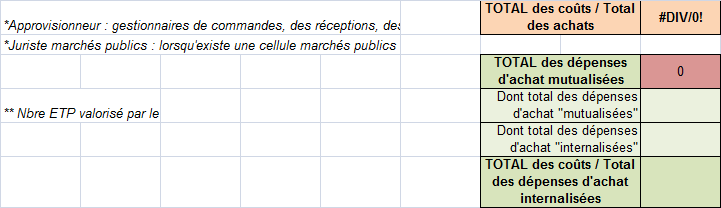 *Approvisionneur : gestionnaires de commandes, des réceptions, des
*Juriste marchés publics : lorsqu'existe une cellule marchés publics
** Nbre ETP valorisé par le
TOTAL des coûts / Total
des achats
#DIV/0!
TOTAL des dépenses
d'achat mutualisées
0
Dont total des dépenses
d'achat "mutualisées"
Dont total des dépenses
d'achat "internalisées"
TOTAL des coûts / Total
des dépenses d'achat
internalisées